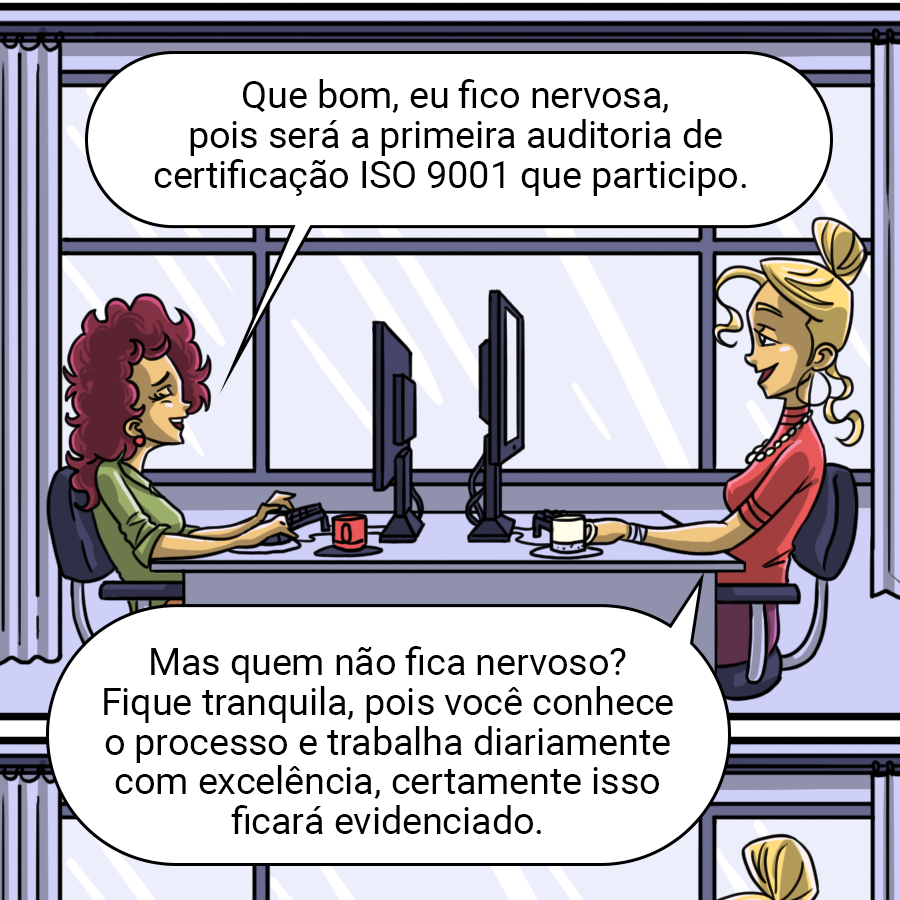 Que bom, eu fico nervosa,
pois será a primeira auditoria de
certificação ISO 9001 que participo.
Mas quem não fica nervoso?
Fique tranquila, pois você conhece
o processo e trabalha diariamente
com excelência, certamente isso
ficará evidenciado.